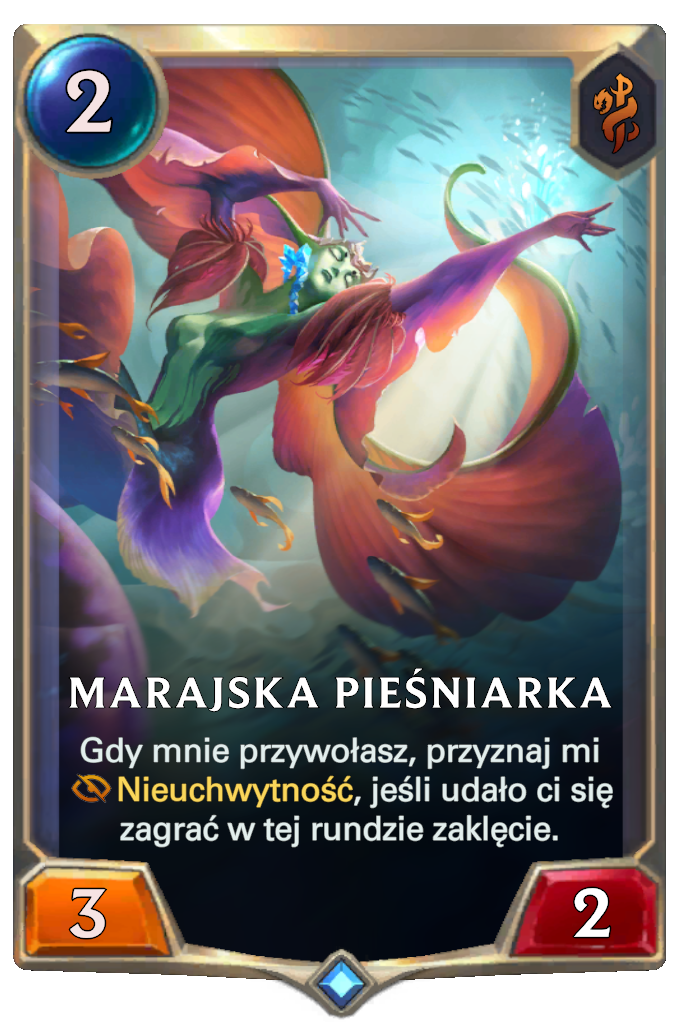 2
MARAJSKA PIEŚNIARKA
Gdy mnie przywołasz, przyznaj mi
Nieuchwytność, jeśli udało ci się
zagrać w tej rundzie zaklęcie.
3
2